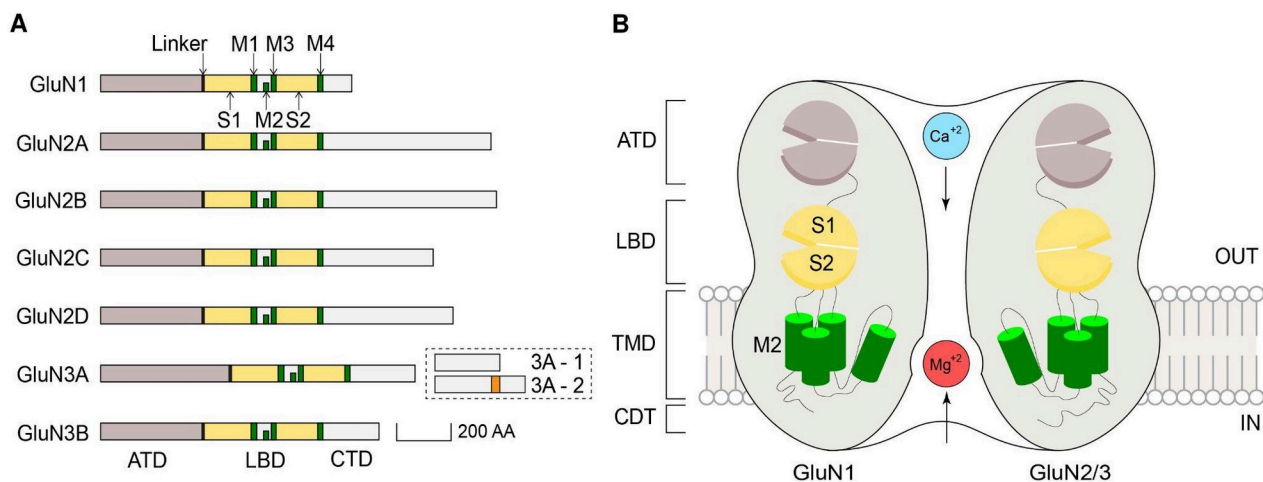 A
Linker M1 M3 M4
GluN1
S1 M2 S2
GluN2A
GluN2B
GluN2C
GluN2D
GluN3A
3A - 1
3A - 2
GluN3B
200 AA
ATD LBD CTD
B
ATD
Ca+2
LBD
S1
S2
OUT
TMD
M2
Mg+2
CDT
IN
GluN1 GluN2/3